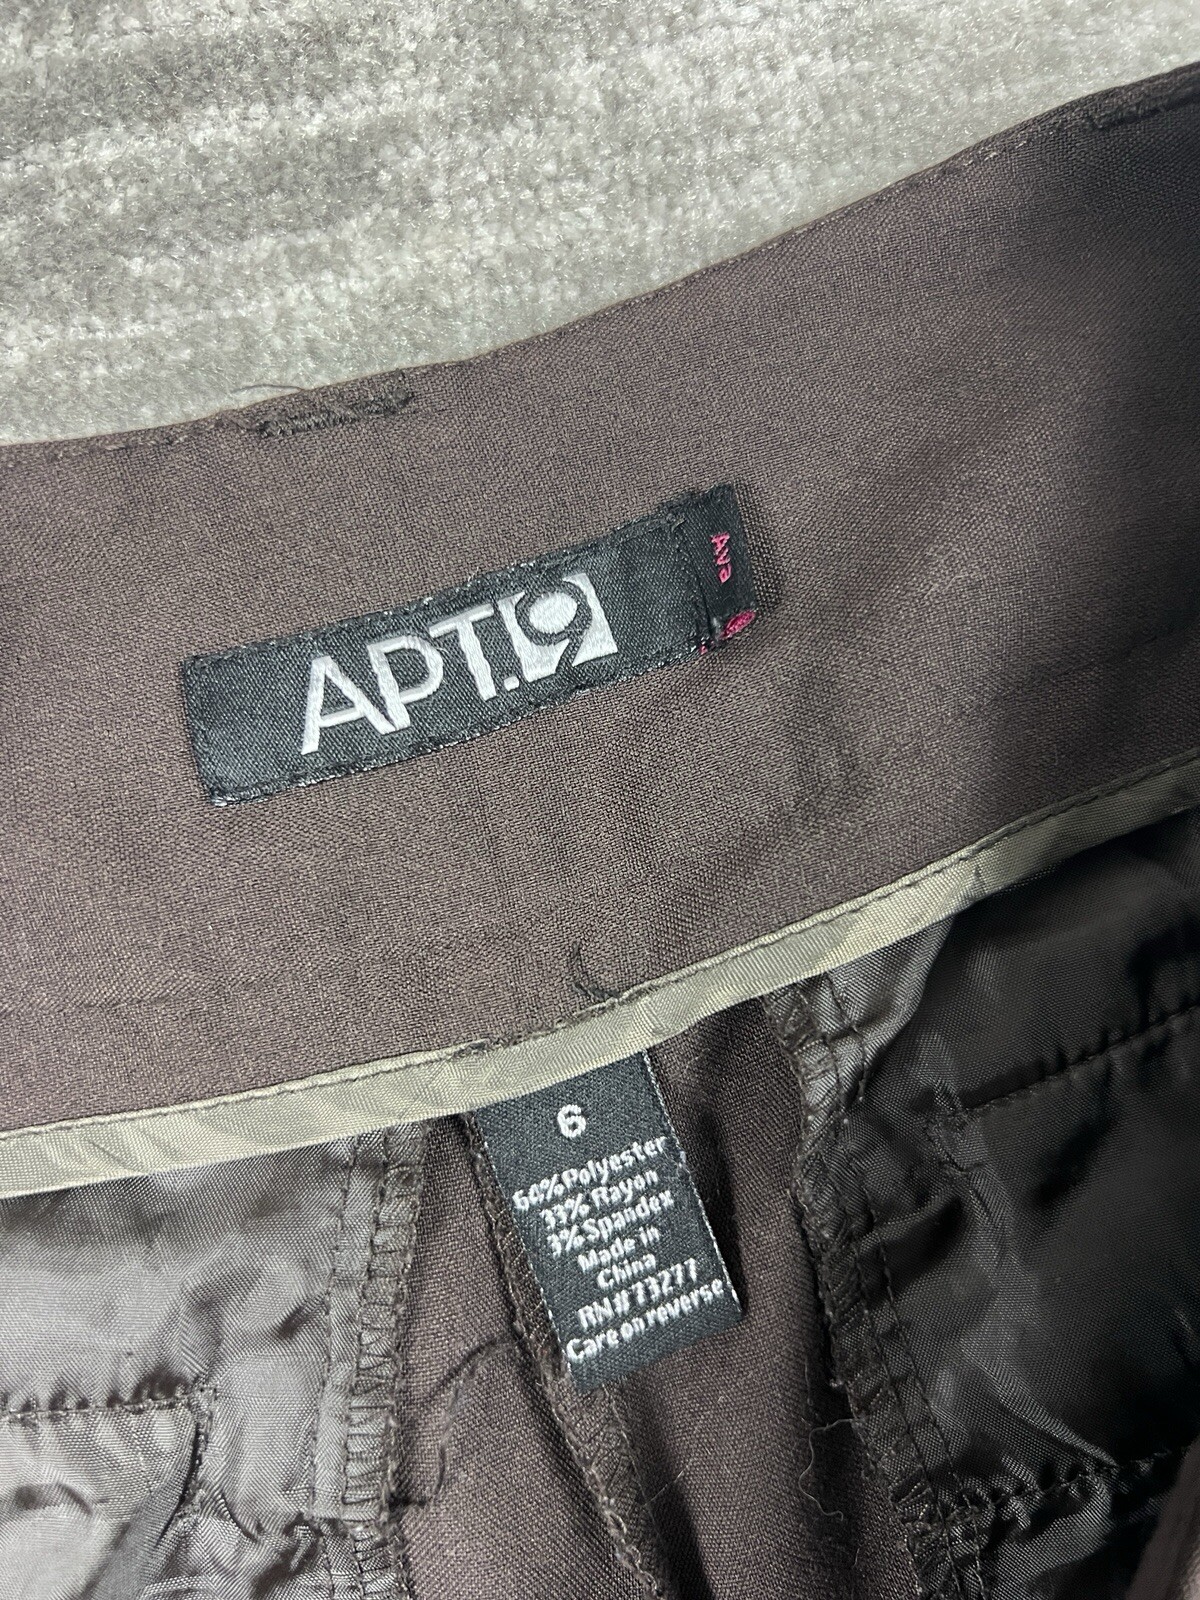 APT.9
Ava
6
64%Polyester
33% Rayon
3%Spandex
Made in
China
RN#73277
Care on reverse